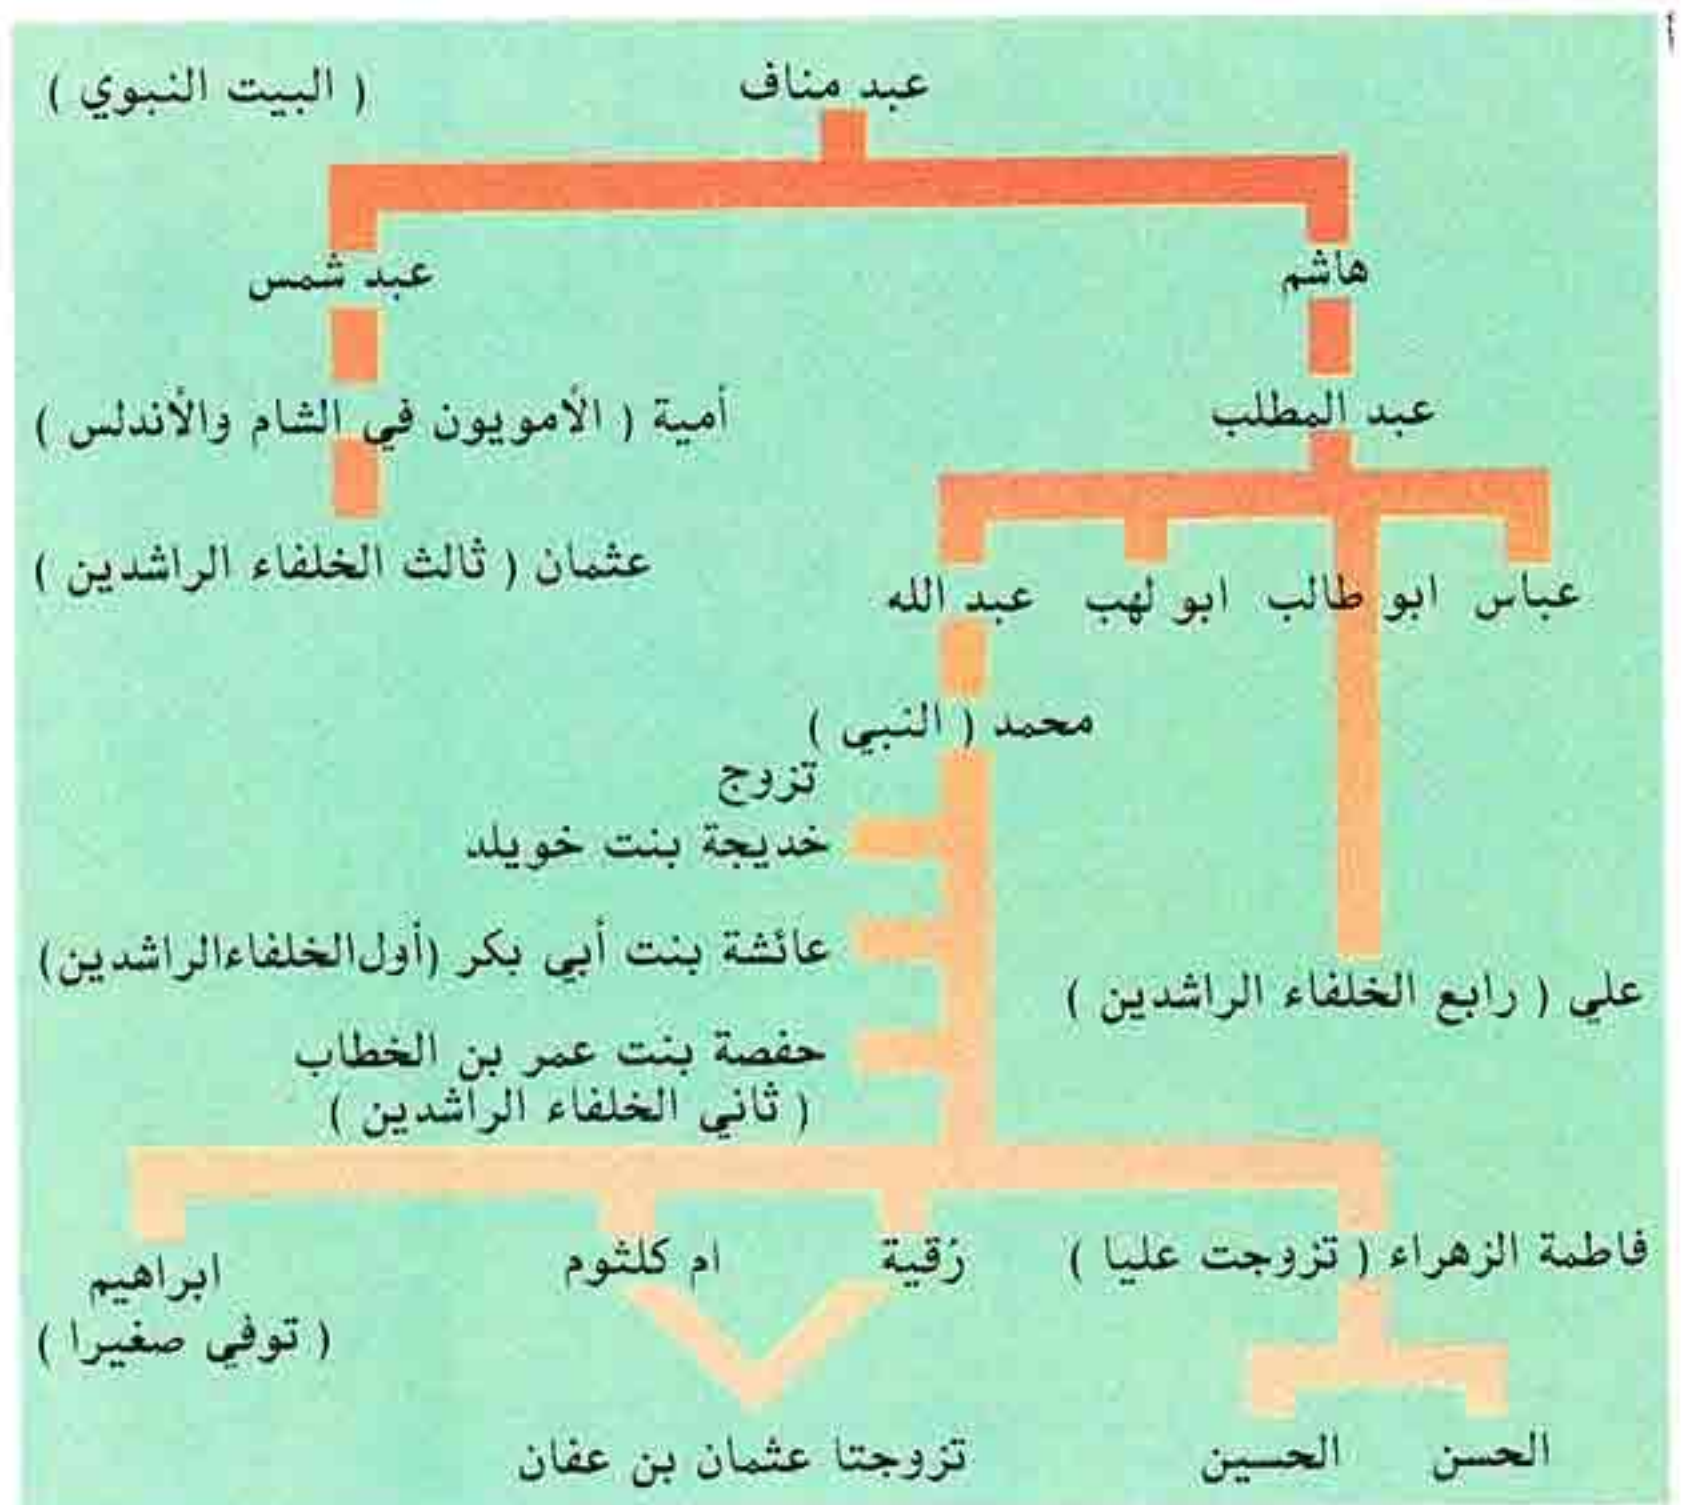 عبد مناف
( البيت النبوي )
هاشم
عبد شمس
عبد المطلب
أمية ( الأمويون في الشام والأندلس )
عثمان ( ثالث الخلفاء الراشدين )
عباس ابو طالب ابو لهب عبد الله
محمد ( النبي )
تزوج
خديجة بنت خويلد
عائشة بنت أبي بكر (أول الخلفاء الراشدين)
علي ( رابع الخلفاء الراشدين )
حفصة بنت عمر بن الخطاب
( ثاني الخلفاء الراشدين )
فاطمة الزهراء ( تزوجت عليا )
رُقية
ام كلثوم
ابراهيم
( توفي صغيرا )
الحسن
الحسين
تزوجتا عثمان بن عفان